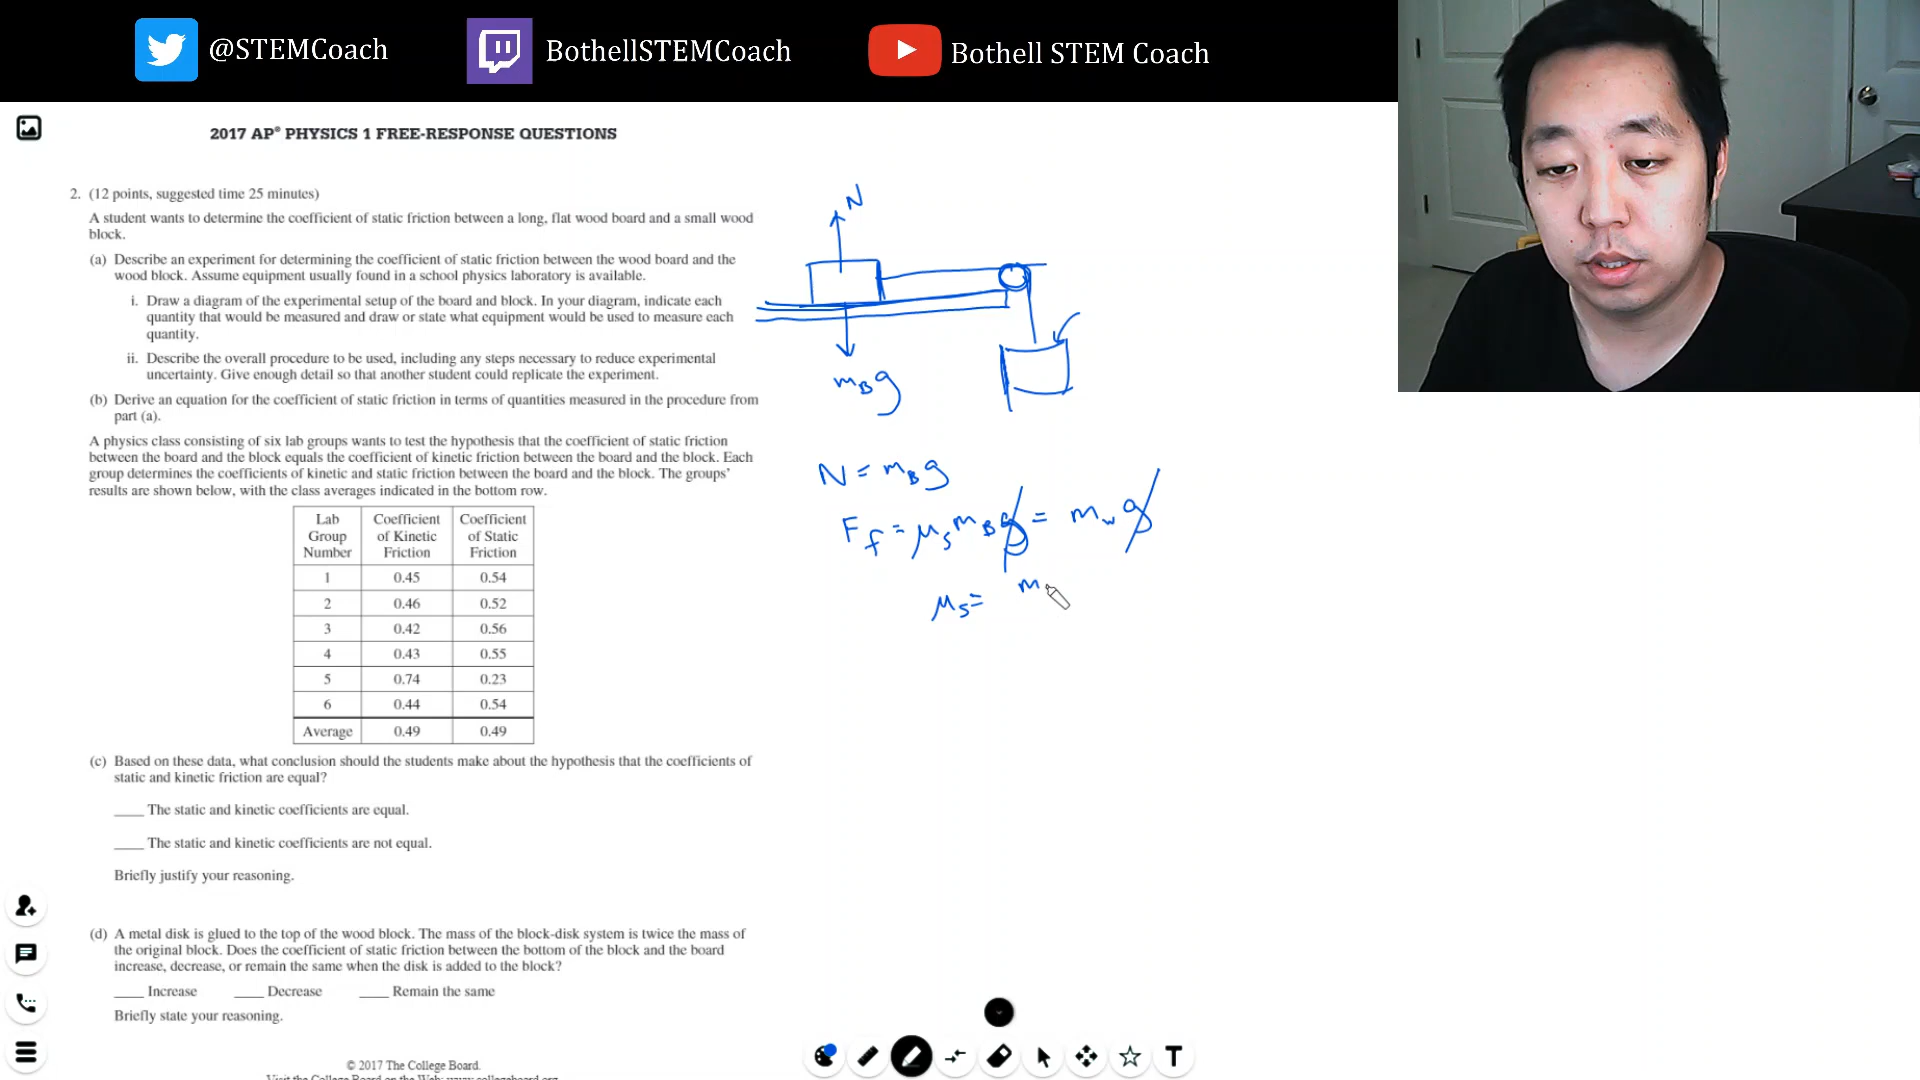 @STEMCoach
BothellSTEMCoach
Bothell STEM Coach
2017 AP® PHYSICS 1 FREE-RESPONSE QUESTIONS
2. (12 points, suggested time 25 minutes)
A student wants to determine the coefficient of static friction between a long, flat wood board and a small wood
block.
(a) Describe an experiment for determining the coefficient of static friction between the wood board and the
wood block. Assume equipment usually found in a school physics laboratory is available.
i. Draw a diagram of the experimental setup of the board and block. In your diagram, indicate each
quantity that would be measured and draw or state what equipment would be used to measure each
quantity.
ii. Describe the overall procedure to be used, including any steps necessary to reduce experimental
uncertainty. Give enough detail so that another student could replicate the experiment.
(b) Derive an equation for the coefficient of static friction in terms of quantities measured in the procedure from
part (a).
A physics class consisting of six lab groups wants to test the hypothesis that the coefficient of static friction
between the board and the block equals the coefficient of kinetic friction between the board and the block. Each
group determines the coefficients of kinetic and static friction between the board and the block. The groups'
results are shown below, with the class averages indicated in the bottom row.
Lab Group Number Coefficient of Kinetic Friction Coefficient of Static Friction
1 0.45 0.54
2 0.46 0.52
3 0.42 0.56
4 0.43 0.55
5 0.74 0.23
6 0.44 0.54
Average 0.49 0.49
(c) Based on these data, what conclusion should the students make about the hypothesis that the coefficients of
static and kinetic friction are equal?
____ The static and kinetic coefficients are equal.
____ The static and kinetic coefficients are not equal.
Briefly justify your reasoning.
(d) A metal disk is glued to the top of the wood block. The mass of the block-disk system is twice the mass of
the original block. Does the coefficient of static friction between the bottom of the block and the board
increase, decrease, or remain the same when the disk is added to the block?
____ Increase ____ Decrease ____ Remain the same
Briefly state your reasoning.
© 2017 The College Board.
Visit the College Board on the Web: www.collegeboard.org
N
m_B g
N = m_B g
F_f = μ_s m_B g = m_w g
μ_s = m
T